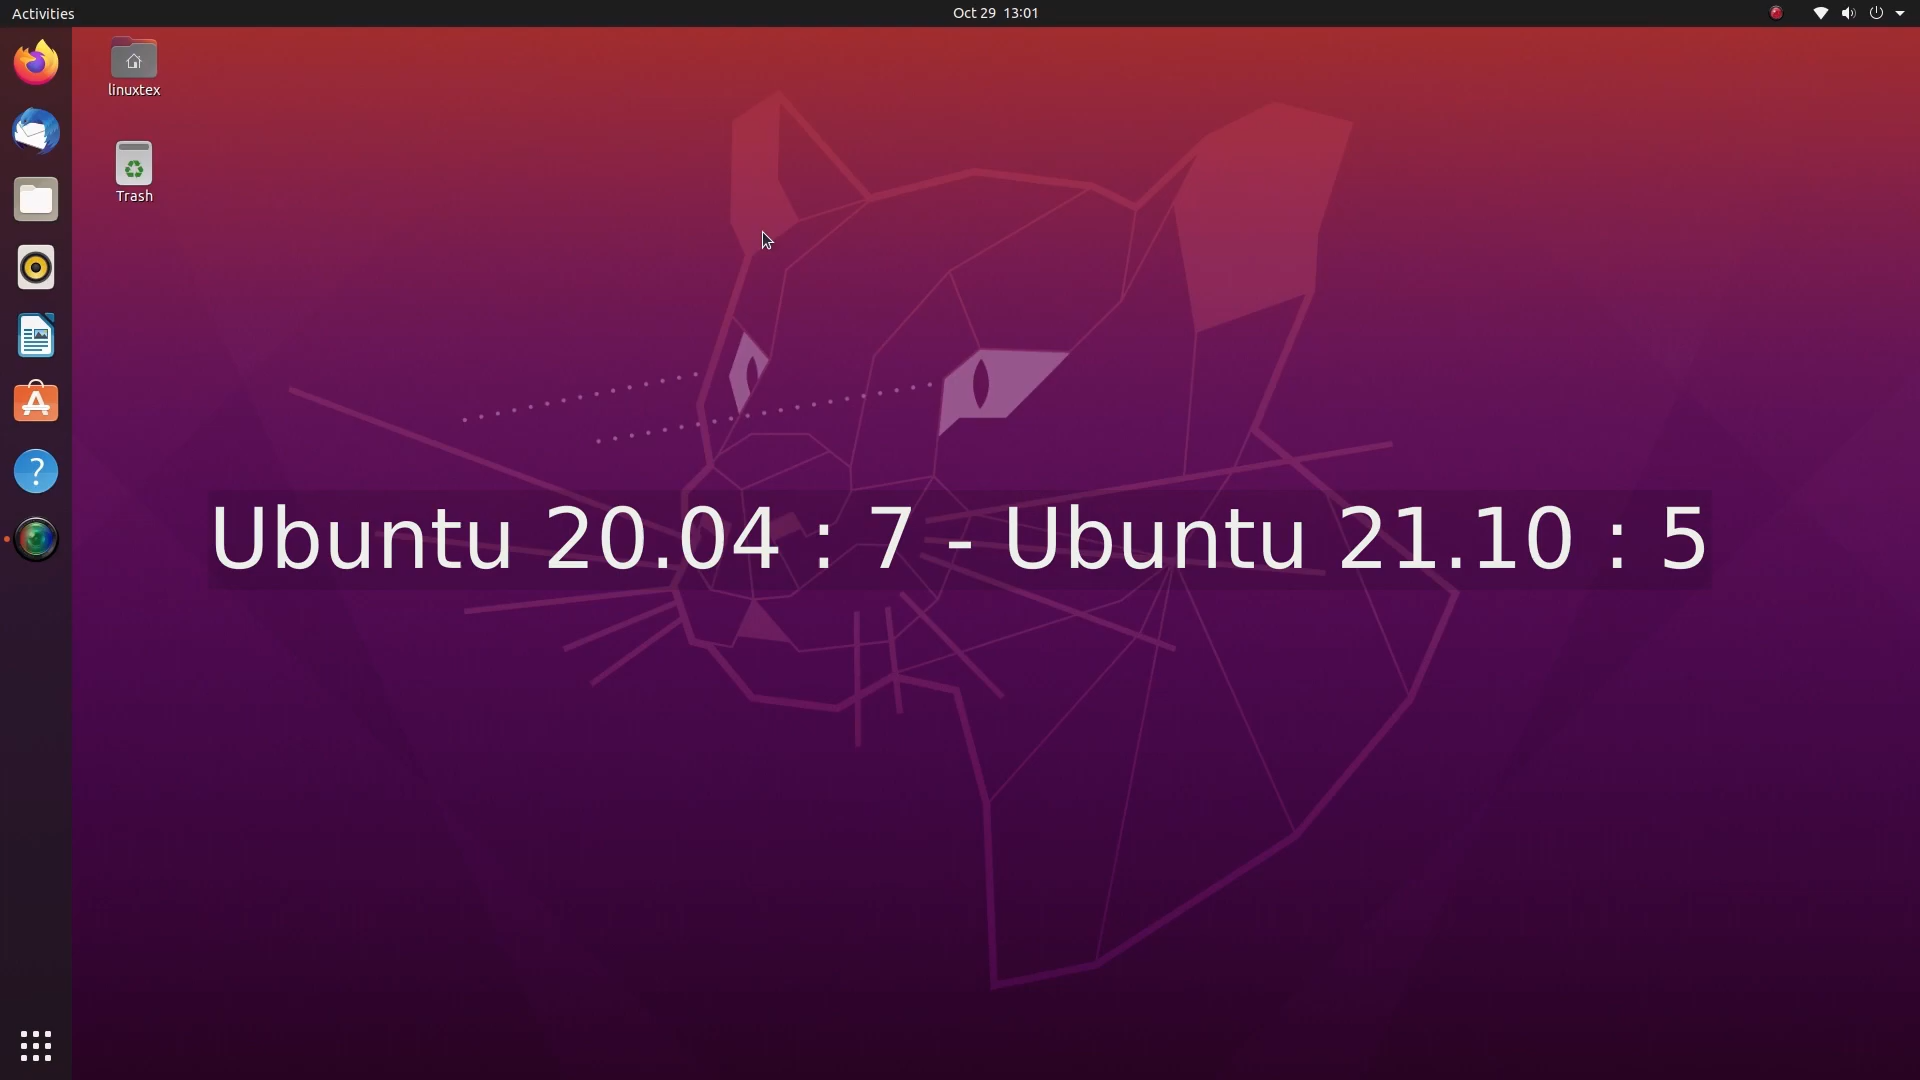 Activities
Oct 29 13:01
linuxtex
Trash
Ubuntu 20.04 : 7 - Ubuntu 21.10 : 5